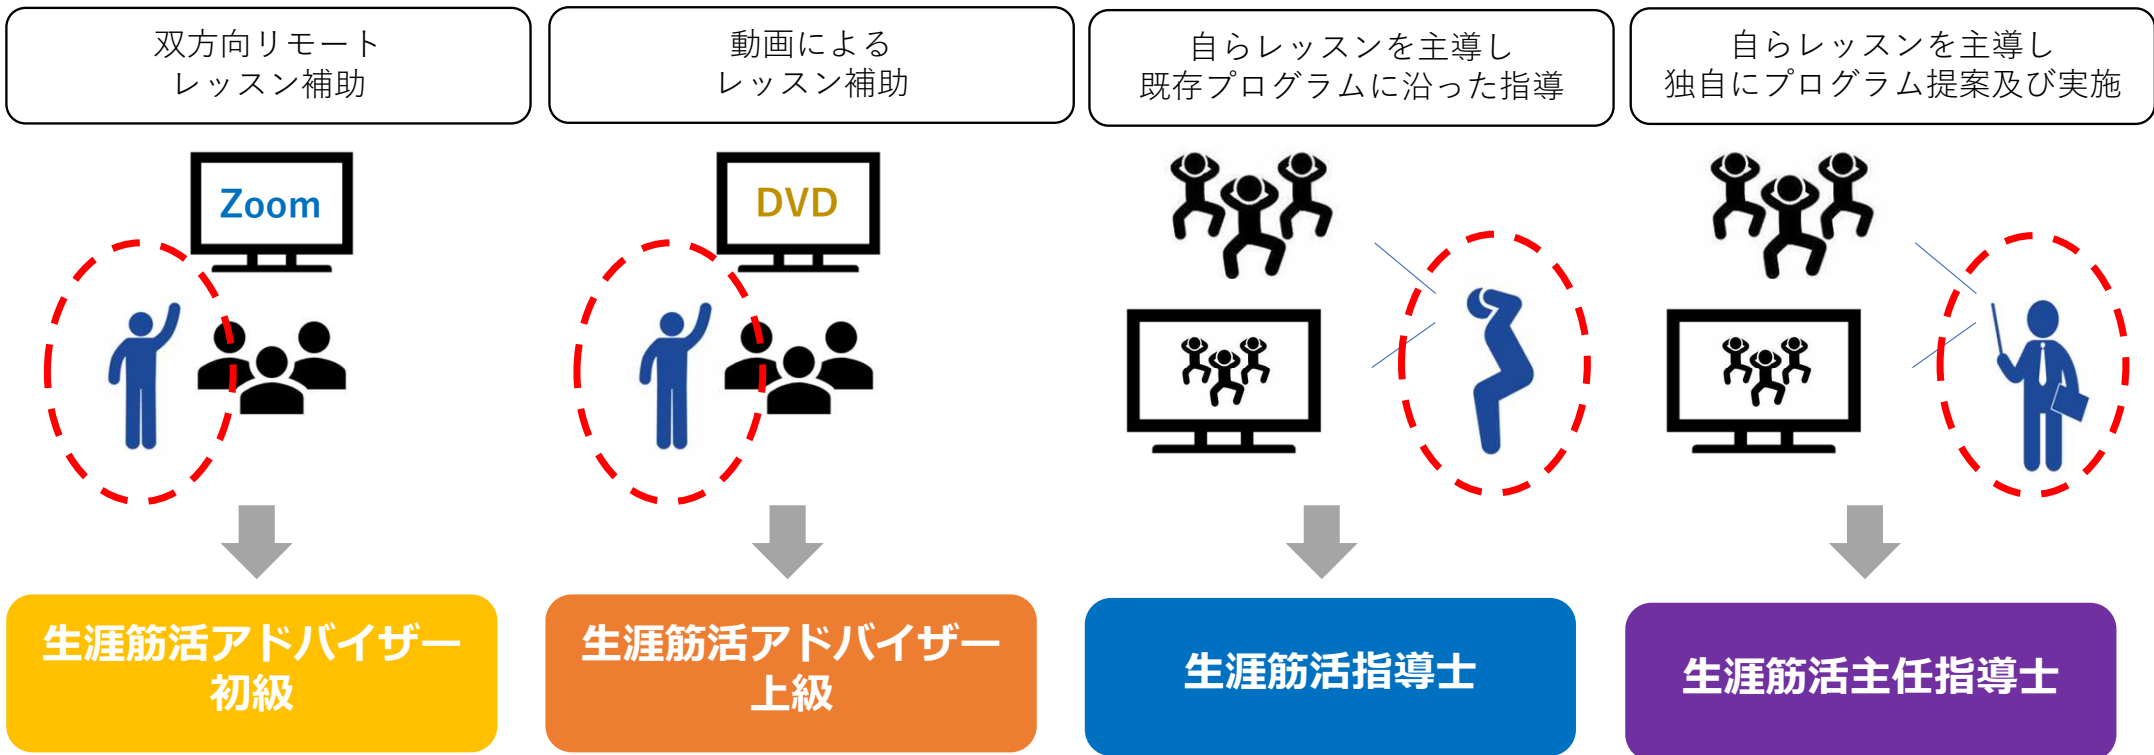 双方向リモート
レッスン補助
動画による
レッスン補助
自らレッスンを主導し
既存プログラムに沿った指導
自らレッスンを主導し
独自にプログラム提案及び実施
Zoom
DVD
生涯筋活アドバイザー
初級
生涯筋活アドバイザー
上級
生涯筋活指導士
生涯筋活主任指導士